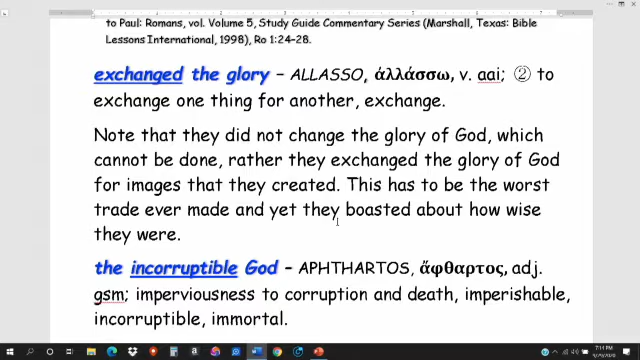 to Paul: Romans, vol. Volume 5, Study Guide Commentary Series (Marshall, Texas: Bible
Lessons International, 1998), Ro 1:24–28.
exchanged the glory – ALLASSO, ἀλλάσσω, v. aai; ② to
exchange one thing for another, exchange.
Note that they did not change the glory of God, which
cannot be done, rather they exchanged the glory of God
for images that they created. This has to be the worst
trade ever made and yet they boasted about how wise
they were.
the incorruptible God – APHTHARTOS, ἄφθαρτος, adj.
gsm; imperviousness to corruption and death, imperishable,
incorruptible, immortal.
7:11 PM